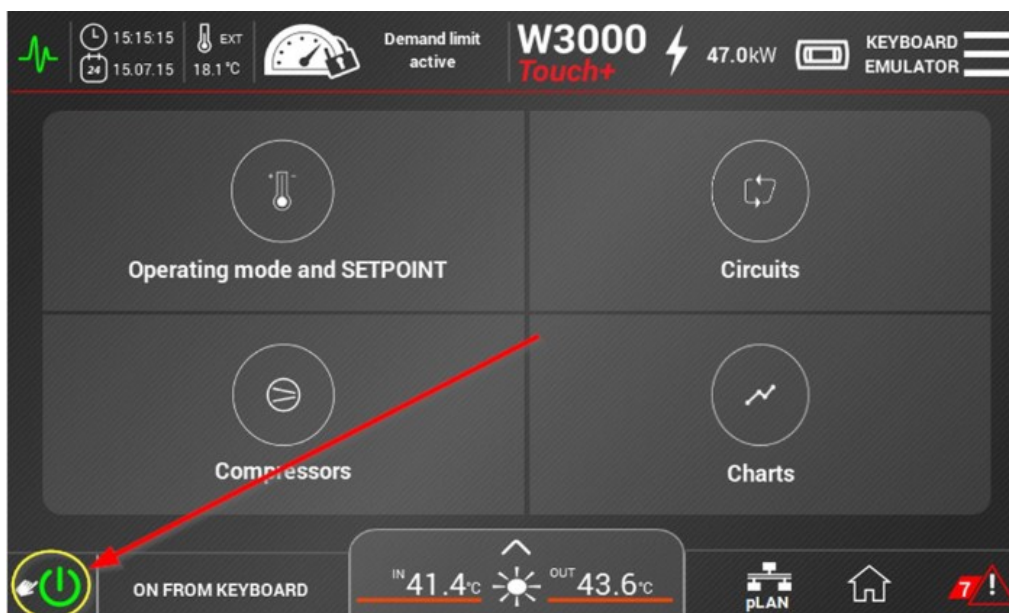 15:15:15
24
15.07.15
EXT
18.1°C
Demand limit
active
W3000
Touch+
47.0kW
KEYBOARD
EMULATOR
+ -
Operating mode and SETPOINT
Circuits
Compressors
Charts
ON FROM KEYBOARD
IN 41.4°C
OUT 43.6°C
pLAN
7 !